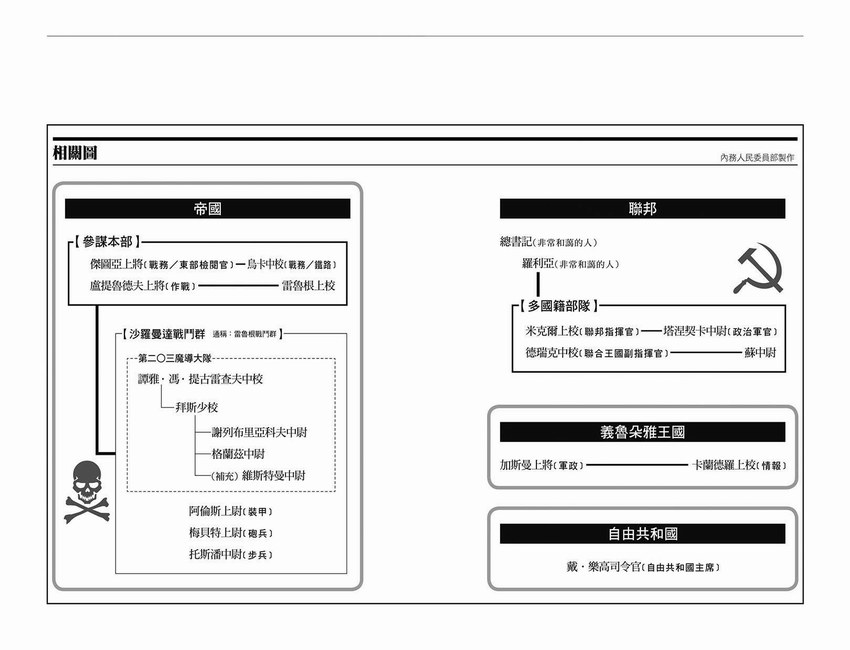 相關圖
內務人民委員部製作
帝國
【參謀本部】
傑圖亞上將〔戰務／東部檢閱官〕 烏卡中校〔戰務／鐵路〕
盧提魯德夫上將〔作戰〕 雷魯根上校
【沙羅曼達戰鬥群 通稱：雷魯根戰鬥群】
第二〇三魔導大隊
譚雅・馮・提古雷查夫中校
拜斯少校
謝列布里亞科夫中尉
格蘭茲中尉
（補充）維斯特曼中尉
阿倫斯上尉〔裝甲〕
梅貝特上尉〔砲兵〕
托斯潘中尉〔步兵〕
聯邦
總書記（非常和藹的人）
羅利亞（非常和藹的人）
【多國籍部隊】
米克爾上校〔聯邦指揮官〕 塔涅契卡中尉〔政治軍官〕
德瑞克中校〔聯合王國副指揮官〕 蘇中尉
義魯朵雅王國
加斯曼上將〔軍政〕 卡蘭德羅上校〔情報〕
自由共和國
戴・樂高司令官〔自由共和國主席〕